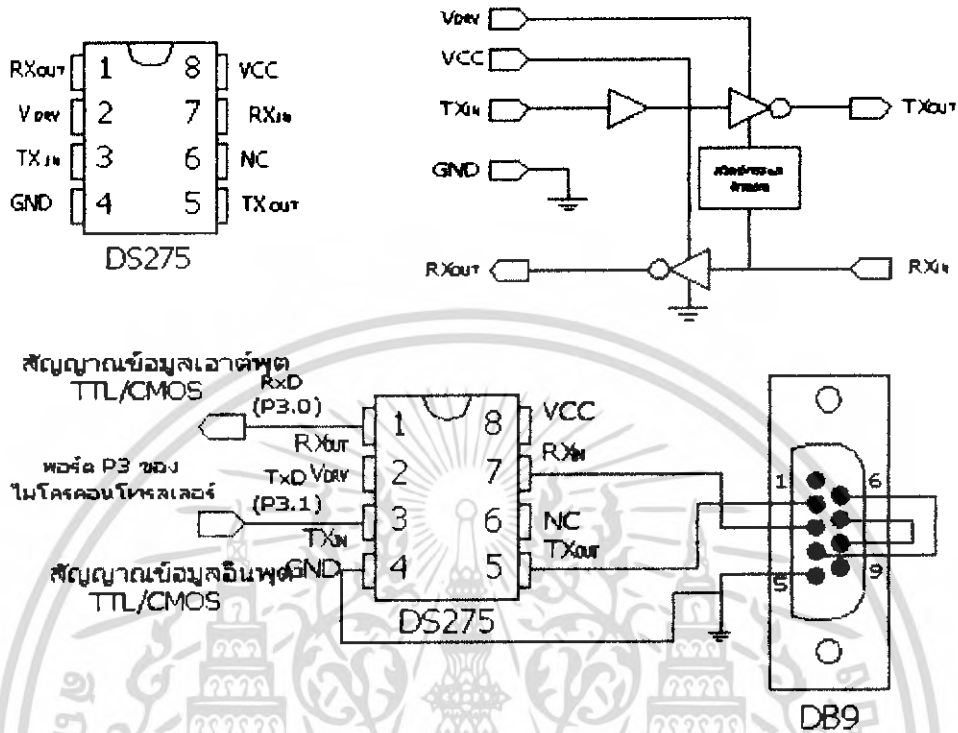 RXOUT 1 8 VCC
VDRV 2 7 RXIN
TXIN 3 6 NC
GND 4 5 TXOUT
DS275
VDRV
VCC
TXIN
TXOUT
GND
RXOUT
RXIN
สัญญาณข้อมูลเอาต์พุต
TTL/CMOS
RxD
(P3.0)
RXOUT
พอร์ต P3 ของ
ไมโครคอนโทรลเลอร์
TxD
VDRV
(P3.1)
TXIN
GND
สัญญาณข้อมูลอินพุต
TTL/CMOS
1 8 VCC
2 7 RXIN
3 6 NC
4 5 TXOUT
DS275
1 6
5 9
DB9